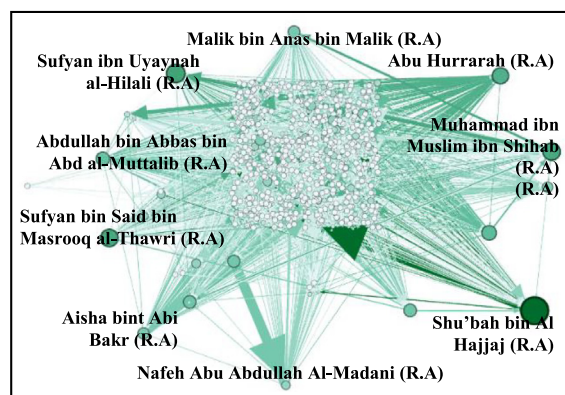 Malik bin Anas bin Malik (R.A)
Sufyan ibn Uyaynah
al-Hilali (R.A)
Abu Hurrarah (R.A)
Abdullah bin Abbas bin
Abd al-Muttalib (R.A)
Muhammad ibn
Muslim ibn Shihab
(R.A)
(R.A)
Sufyan bin Said bin
Masrooq al-Thawri (R.A)
Aisha bint Abi
Bakr (R.A)
Shu’bah bin Al
Hajjaj (R.A)
Nafeh Abu Abdullah Al-Madani (R.A)